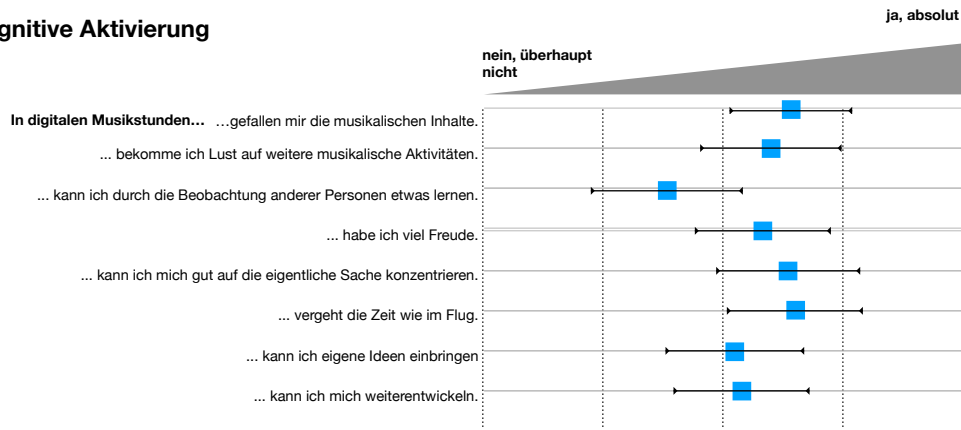 gnitive Aktivierung
ja, absolut
nein, überhaupt
nicht
In digitalen Musikstunden... ...gefallen mir die musikalischen Inhalte.
... bekomme ich Lust auf weitere musikalische Aktivitäten.
... kann ich durch die Beobachtung anderer Personen etwas lernen.
... habe ich viel Freude.
... kann ich mich gut auf die eigentliche Sache konzentrieren.
... vergeht die Zeit wie im Flug.
... kann ich eigene Ideen einbringen
... kann ich mich weiterentwickeln.